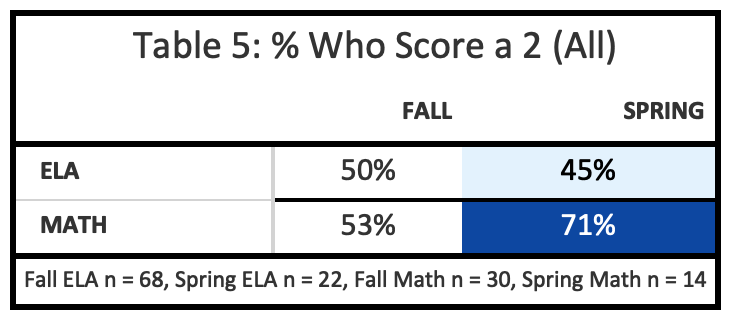 Table 5: % Who Score a 2 (All)
FALL SPRING
ELA 50% 45%
MATH 53% 71%
Fall ELA n = 68, Spring ELA n = 22, Fall Math n = 30, Spring Math n = 14